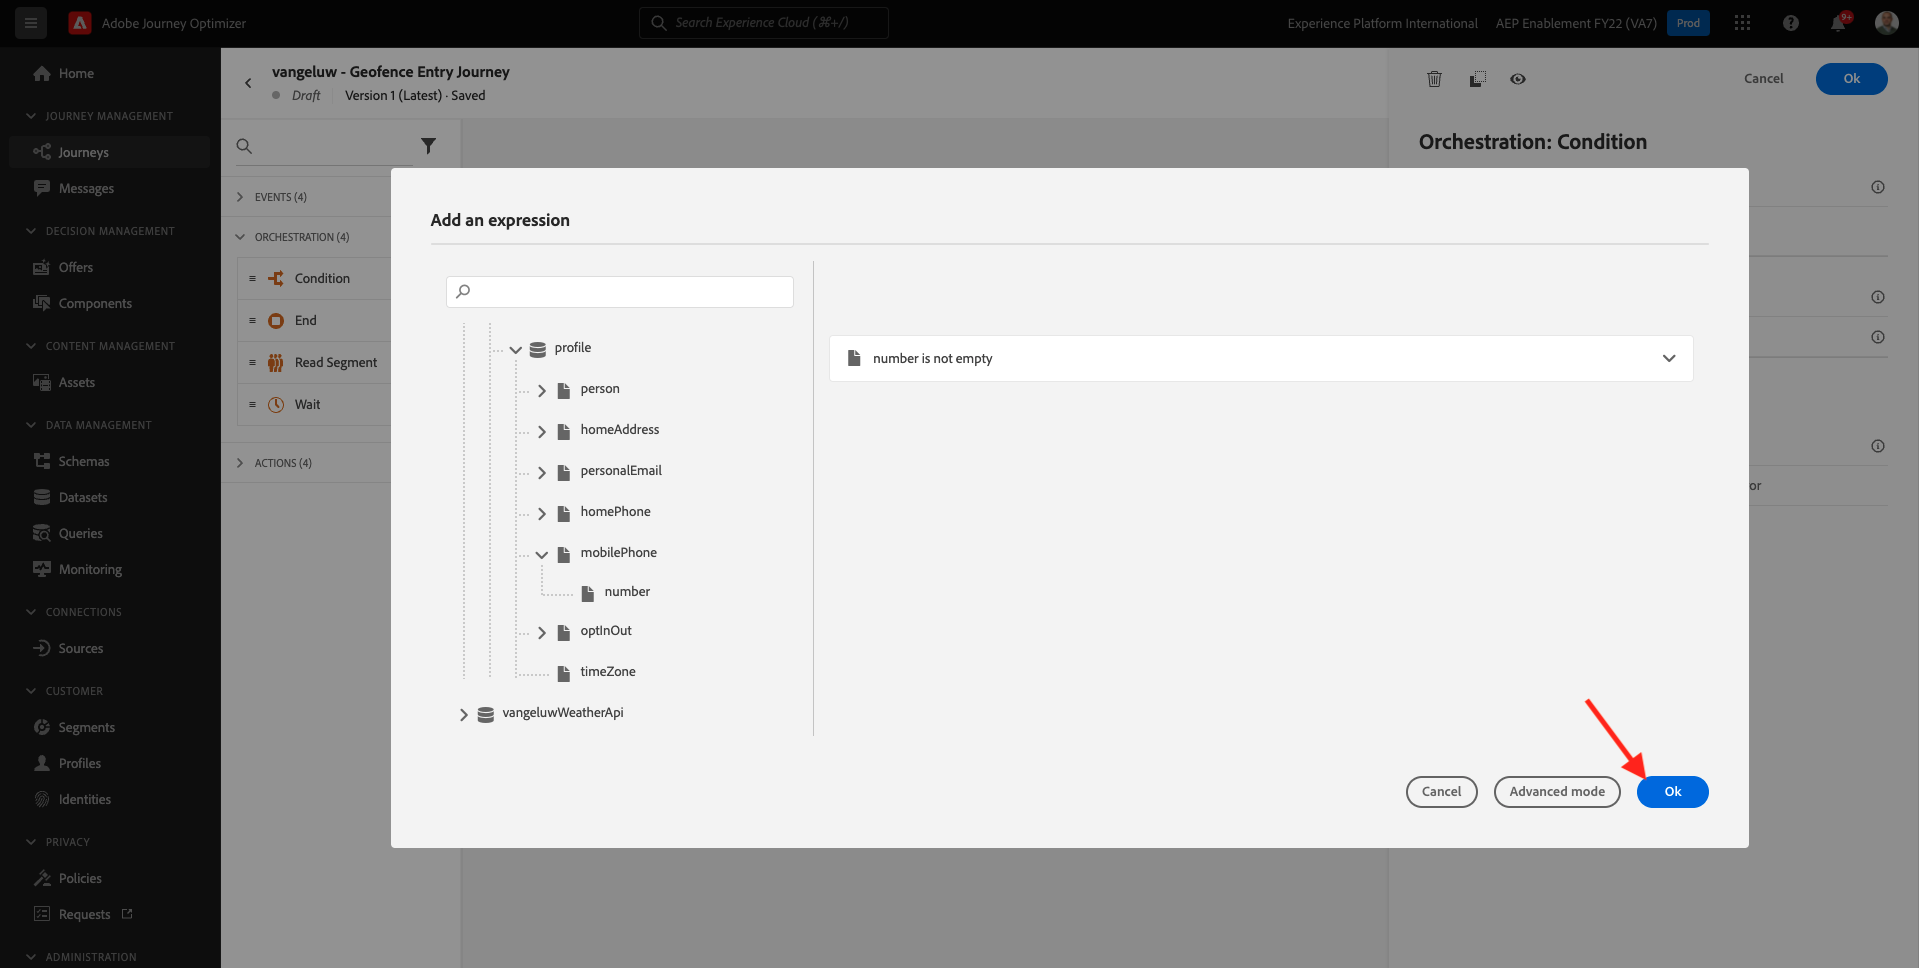 Adobe Journey Optimizer
Search Experience Cloud (⌘+/)
Experience Platform International
AEP Enablement FY22 (VA7)
Prod
9+
Home
JOURNEY MANAGEMENT
Journeys
Messages
DECISION MANAGEMENT
Offers
Components
CONTENT MANAGEMENT
Assets
DATA MANAGEMENT
Schemas
Datasets
Queries
Monitoring
CONNECTIONS
Sources
CUSTOMER
Segments
Profiles
Identities
PRIVACY
Policies
Requests
ADMINISTRATION
vangeluw - Geofence Entry Journey
Draft
Version 1 (Latest) · Saved
EVENTS (4)
ORCHESTRATION (4)
Condition
End
Read Segment
Wait
ACTIONS (4)
Cancel
Ok
Orchestration: Condition
or
Add an expression
profile
person
homeAddress
personalEmail
homePhone
mobilePhone
number
optInOut
timeZone
vangeluwWeatherApi
number is not empty
Cancel
Advanced mode
Ok